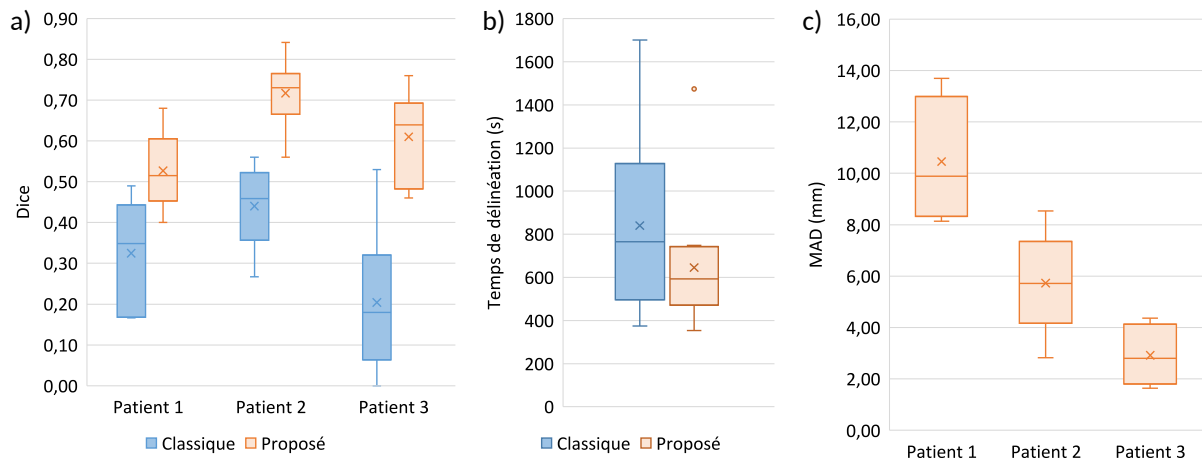 a)
Dice
0,90
0,80
0,70
0,60
0,50
0,40
0,30
0,20
0,10
0,00
Patient 1
Patient 2
Patient 3
Classique
Proposé
b)
Temps de délinéation (s)
1800
1600
1400
1200
1000
800
600
400
200
0
Classique
Proposé
c)
MAD (mm)
16,00
14,00
12,00
10,00
8,00
6,00
4,00
2,00
0,00
Patient 1
Patient 2
Patient 3